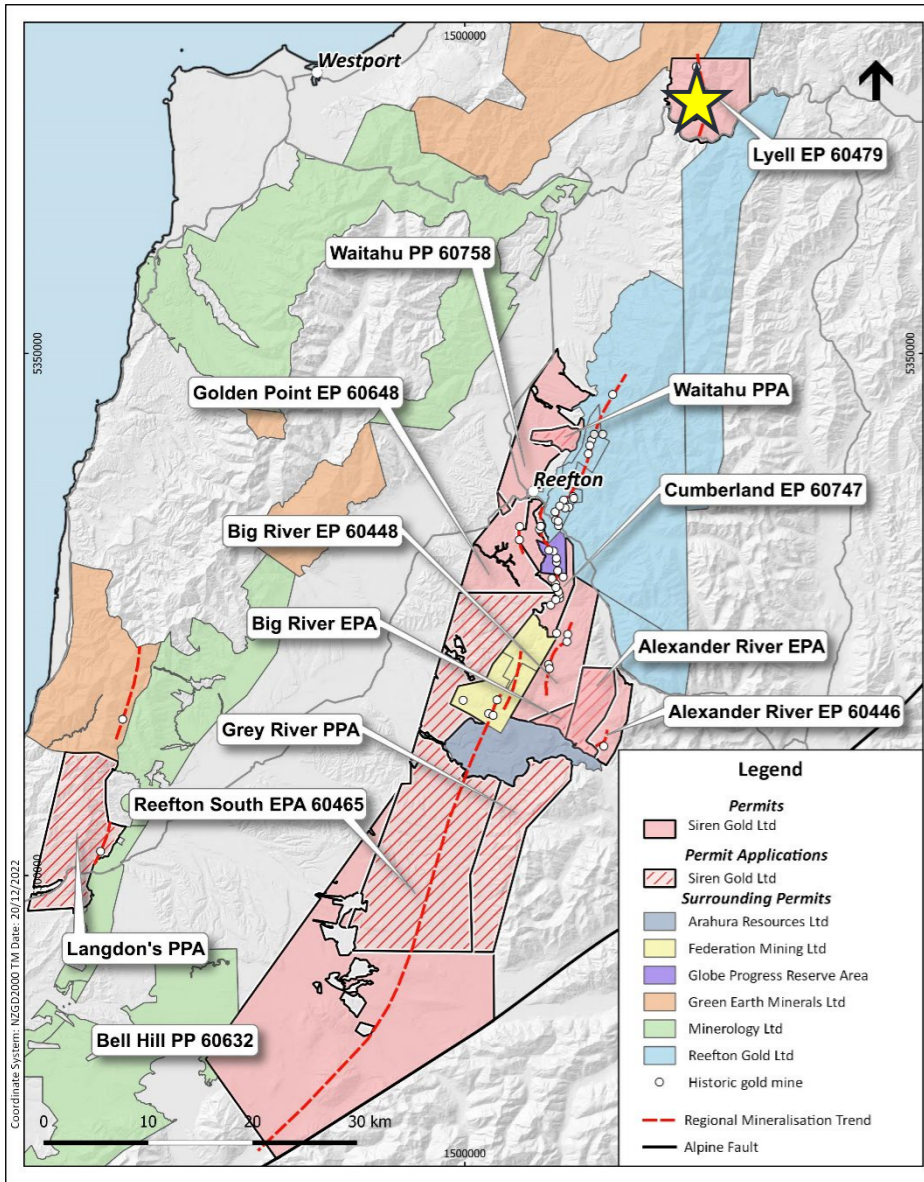 1500000
Westport
Lyell EP 60479
Waitahu PP 60758
5350000
5350000
Golden Point EP 60648
Waitahu PPA
Reefton
Cumberland EP 60747
Big River EP 60448
Big River EPA
Alexander River EPA
Alexander River EP 60446
Grey River PPA
Reefton South EPA 60465
5300000
Langdon's PPA
Bell Hill PP 60632
0 10 20 30 km
1500000
Coordinate System: NZGD2000 TM Date: 20/12/2022
Legend
Permits
Siren Gold Ltd
Permit Applications
Siren Gold Ltd
Surrounding Permits
Arahura Resources Ltd
Federation Mining Ltd
Globe Progress Reserve Area
Green Earth Minerals Ltd
Minerology Ltd
Reefton Gold Ltd
Historic gold mine
Regional Mineralisation Trend
Alpine Fault